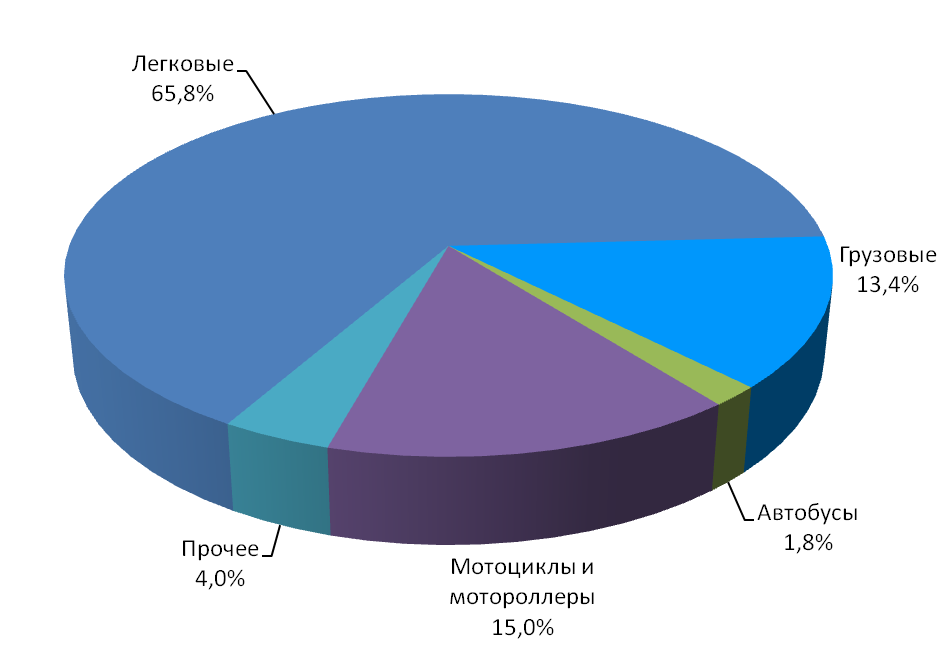 Легковые
65,8%
Грузовые
13,4%
Автобусы
1,8%
Мотоциклы и
мотороллеры
15,0%
Прочее
4,0%